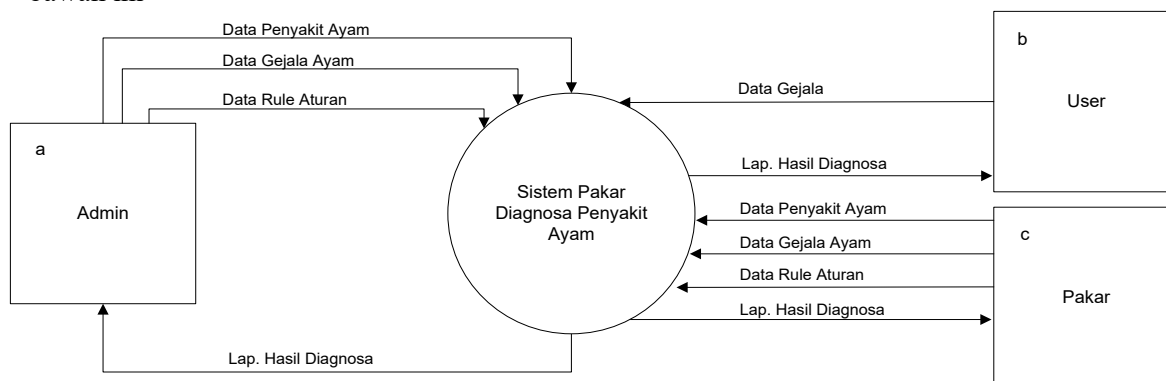 Data Penyakit Ayam
Data Gejala Ayam
Data Rule Aturan
a
Admin
Lap. Hasil Diagnosa
Sistem Pakar
Diagnosa Penyakit
Ayam
b
User
Data Gejala
Lap. Hasil Diagnosa
c
Pakar
Data Penyakit Ayam
Data Gejala Ayam
Data Rule Aturan
Lap. Hasil Diagnosa